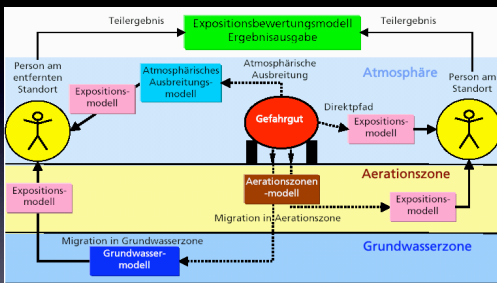 Teilergebnis
Expositionsbewertungsmodell
Ergebnisausgabe
Teilergebnis
Person am
entfernten
Standort
Expositions-
modell
Atmosphärisches
Ausbreitungs-
modell
Atmosphärische
Ausbreitung
Atmosphäre
Person am
Standort
Gefahrgut
Direktpfad
Expositions-
modell
Aerationszone
Expositions-
modell
Aerationszonen
-modell
Expositions-
modell
Migration in Aerationszone
Migration in Grundwasserzone
Grundwasser-
modell
Grundwasserzone